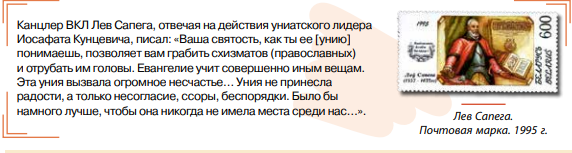 Канцлер ВКЛ Лев Сапега, отвечая на действия униатского лидера
Иосафата Кунцевича, писал: «Ваша святость, как ты ее [унию]
понимаешь, позволяет вам грабить схизматов (православных)
и отрубать им головы. Евангелие учит совершенно иным вещам.
Эта уния вызвала огромное несчастье… Уния не принесла
радости, а только несогласие, ссоры, беспорядки. Было бы
намного лучше, чтобы она никогда не имела места среди нас…».
1995
600
БЕЛАРУСЬ
BELARUS
Леў Сапега
Лев Сапега.
Почтовая марка. 1995 г.